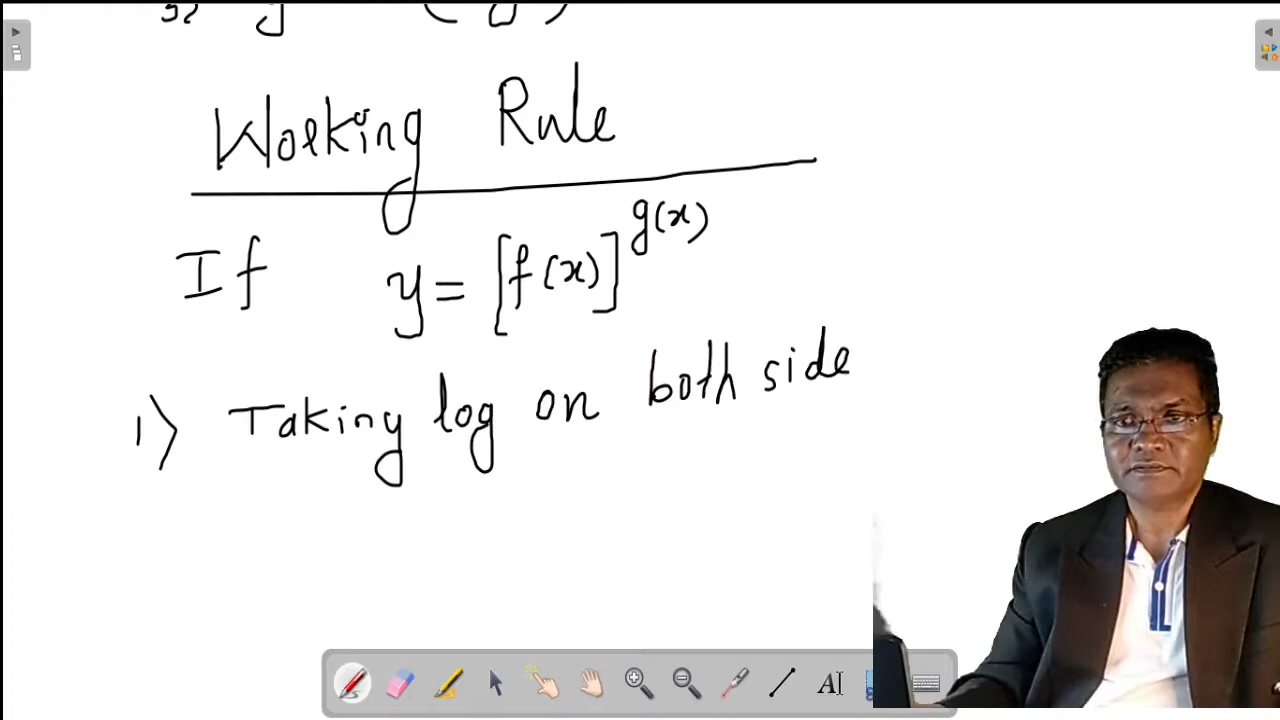 Working Rule
If y = [f(x)]^{g(x)}
1) Taking log on both side